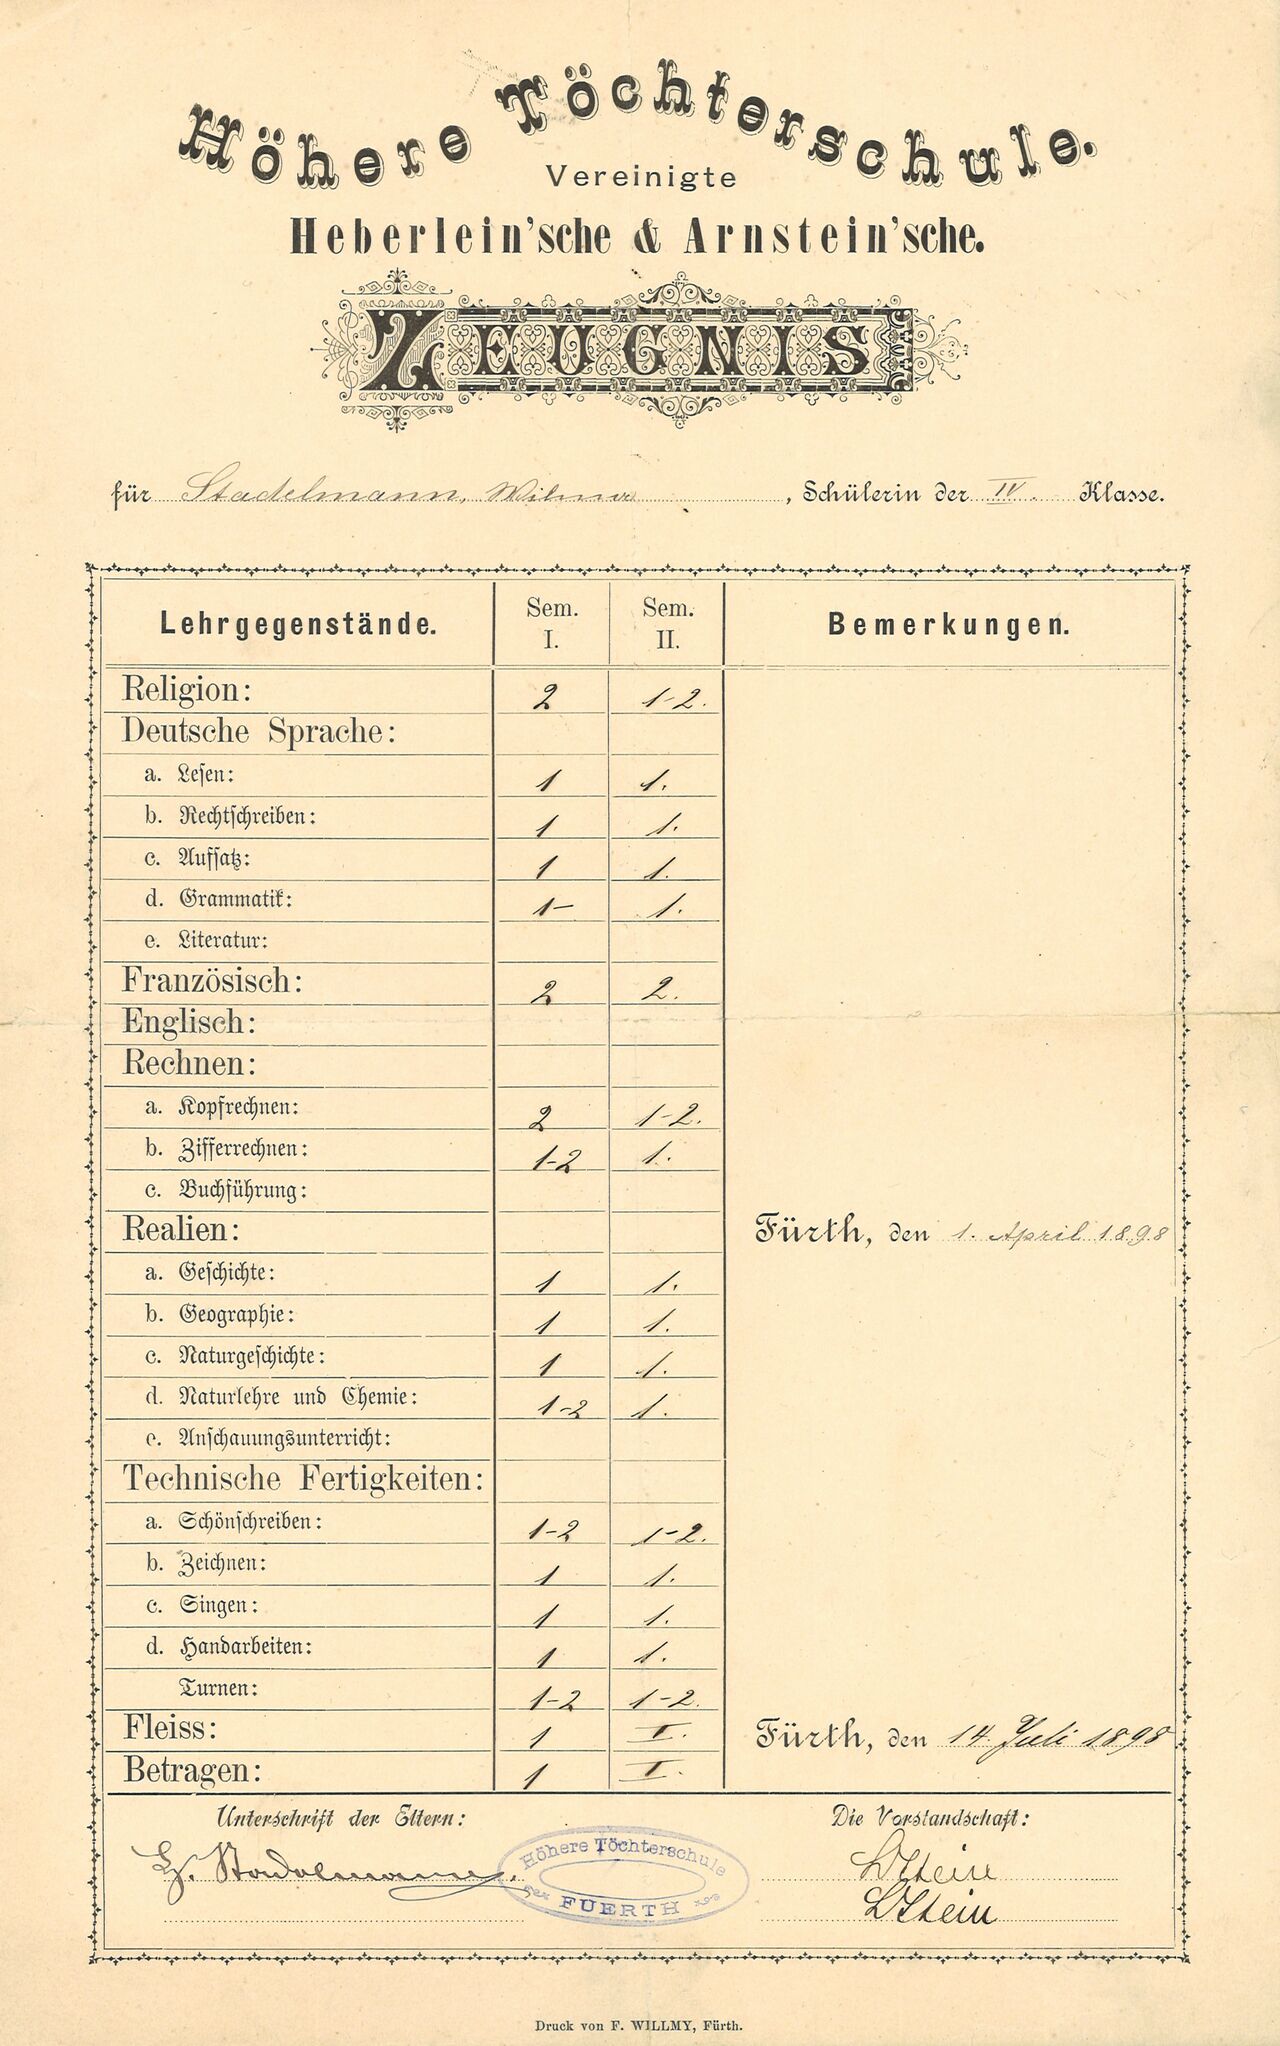 Höhere Töchterschule.
Vereinigte
Heberlein'sche & Arnstein'sche.
ZEUGNIS
für Stadelmann, Wilma, Schülerin der IV. Klasse.
Lehrgegenstände. Sem. I. Sem. II. Bemerkungen.
Religion: 2 1-2.
Deutsche Sprache:
a. Lesen: 1 1.
b. Rechtschreiben: 1 1.
c. Aufsatz: 1 1.
d. Grammatik: 1- 1.
e. Literatur:
Französisch: 2 2.
Englisch:
Rechnen:
a. Kopfrechnen: 2 1-2.
b. Zifferrechnen: 1-2 1.
c. Buchführung:
Realien: Fürth, den 1. April 1898
a. Geschichte: 1 1.
b. Geographie: 1 1.
c. Naturgeschichte: 1 1.
d. Naturlehre und Chemie: 1-2 1.
e. Anschauungsunterricht:
Technische Fertigkeiten:
a. Schönschreiben: 1-2 1-2.
b. Zeichnen: 1 1.
c. Singen: 1 1.
d. Handarbeiten: 1 1.
Turnen: 1-2 1-2.
Fleiss: 1 I. Fürth, den 14. Juli 1898
Betragen: 1 I.
Unterschrift der Eltern: Die Vorstandschaft:
Stadelmann. Höhere Töchterschule FUERTH
Druck von F. WILLMY, Fürth.